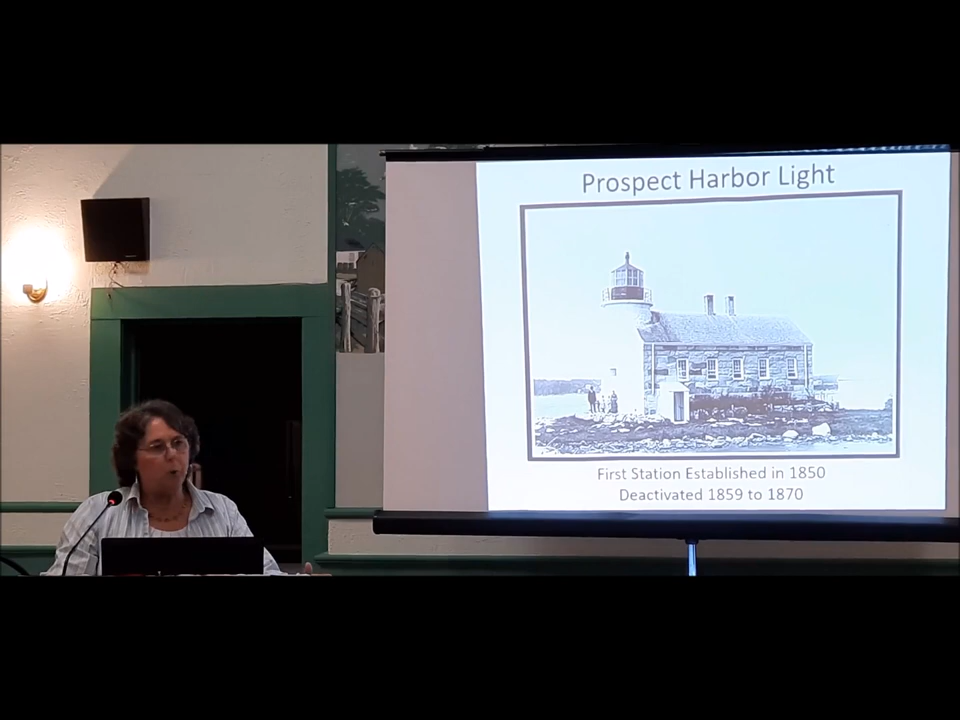 Prospect Harbor Light
First Station Established in 1850
Deactivated 1859 to 1870